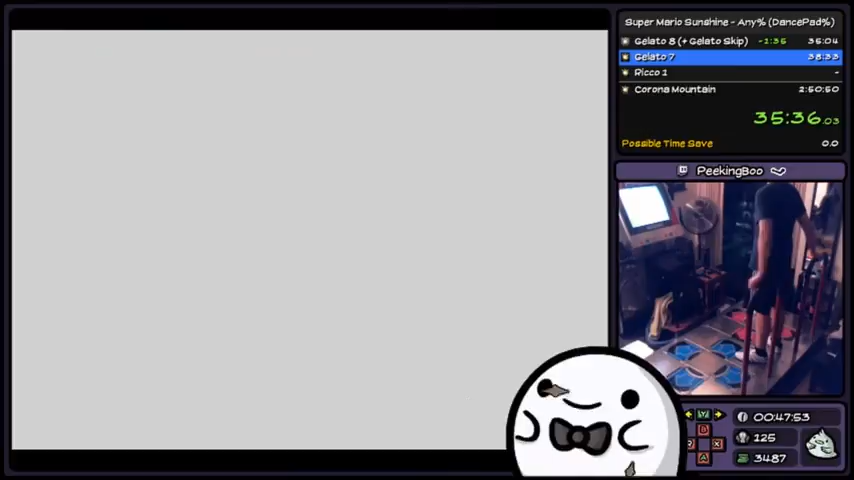 Super Mario Sunshine - Any% (DancePad%)
Gelato 8 (+ Gelato Skip) -1:35 35:04
Gelato 7 38:33
Ricco 1 -
Corona Mountain 2:50:50
35:36.03
Possible Time Save 0.0
PeekingBoo
B
X
A
00:47:53
125
3487